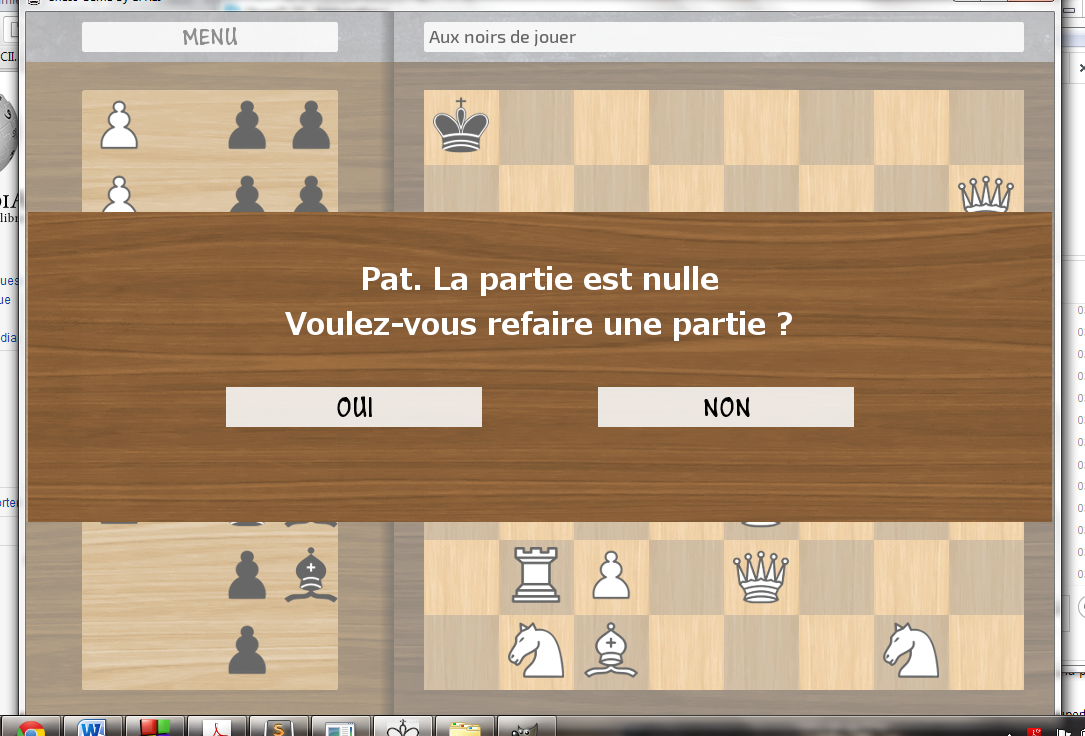 MENU
Aux noirs de jouer
Pat. La partie est nulle
Voulez-vous refaire une partie ?
OUI
NON